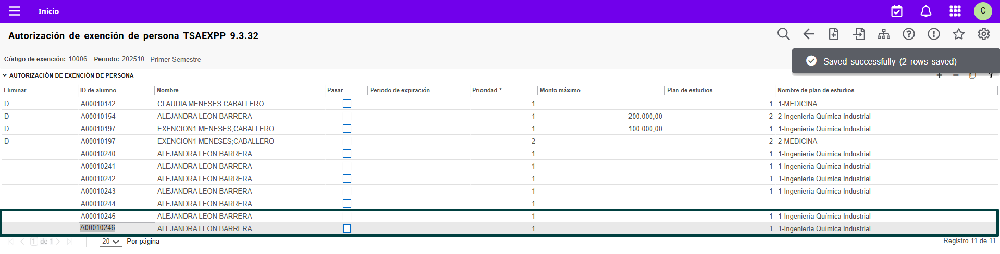 Inicio
C
Autorización de exención de persona TSAEXPP 9.3.32
Código de exención: 10006 Periodo: 202510 Primer Semestre
Saved successfully (2 rows saved)
AUTORIZACIÓN DE EXENCIÓN DE PERSONA
Eliminar ID de alumno Nombre Pasar Periodo de expiración Prioridad * Monto máximo Plan de estudios Nombre de plan de estudios
D A00010142 CLAUDIA MENESES CABALLERO 1 1 1-MEDICINA
D A00010154 ALEJANDRA LEON BARRERA 1 200.000,00 2 2-Ingeniería Química Industrial
D A00010197 EXENCION1 MENESES;CABALLERO 1 100.000,00 1 1-Ingeniería Química Industrial
D A00010197 EXENCION1 MENESES;CABALLERO 2 2 2-MEDICINA
A00010240 ALEJANDRA LEON BARRERA 1 1 1-Ingeniería Química Industrial
A00010241 ALEJANDRA LEON BARRERA 1 1 1-Ingeniería Química Industrial
A00010242 ALEJANDRA LEON BARRERA 1 1 1-Ingeniería Química Industrial
A00010243 ALEJANDRA LEON BARRERA 1 1 1-Ingeniería Química Industrial
A00010244 ALEJANDRA LEON BARRERA 1
A00010245 ALEJANDRA LEON BARRERA 1 1 1-Ingeniería Química Industrial
A00010246 ALEJANDRA LEON BARRERA 1 1 1-Ingeniería Química Industrial
1 de 1 20 Por página Registro 11 de 11